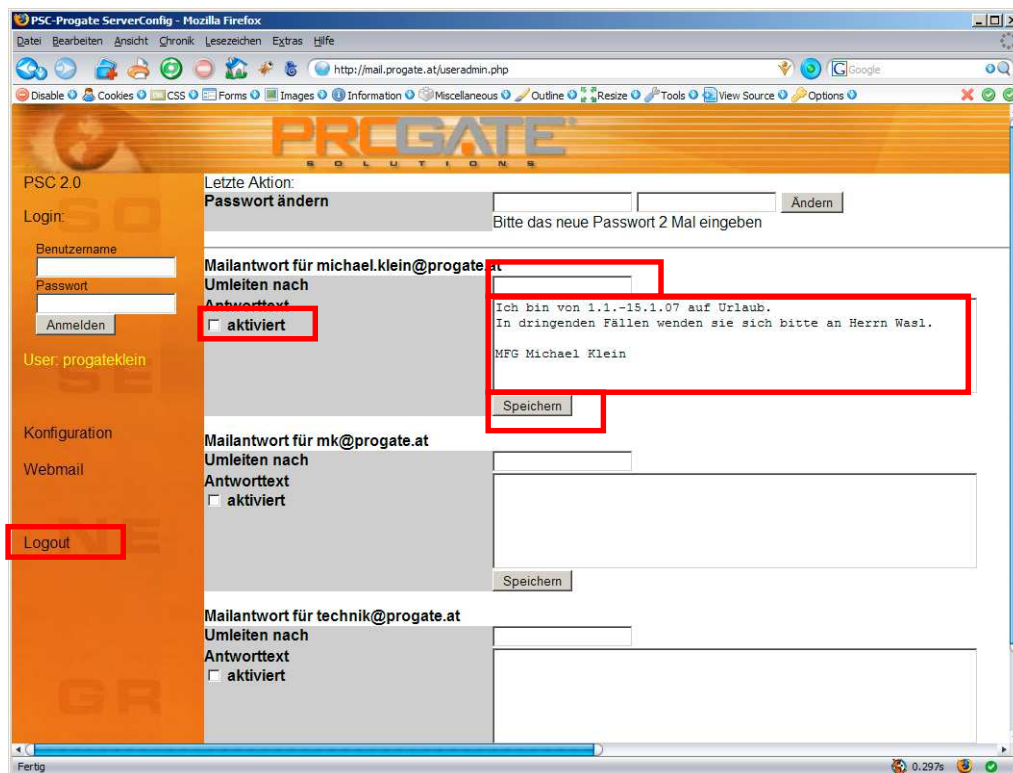 PSC-Progate ServerConfig - Mozilla Firefox
Datei Bearbeiten Ansicht Chronik Lesezeichen Extras Hilfe
http://mail.progate.at/useradmin.php
Google
Disable Cookies CSS Forms Images Information Miscellaneous Outline Resize Tools View Source Options
PROGATE
SOLUTIONS
PSC 2.0
Login:
Benutzername
Passwort
Anmelden
User: progateklein
Konfiguration
Webmail
Logout
SO
SE
NE
GR
Letzte Aktion:
Passwort ändern
Ändern
Bitte das neue Passwort 2 Mal eingeben
Mailantwort für michael.klein@progate.at
Umleiten nach
Antworttext
aktiviert
Ich bin von 1.1.-15.1.07 auf Urlaub.
In dringenden Fällen wenden sie sich bitte an Herrn Wasl.
MFG Michael Klein
Speichern
Mailantwort für mk@progate.at
Umleiten nach
Antworttext
aktiviert
Speichern
Mailantwort für technik@progate.at
Umleiten nach
Antworttext
aktiviert
Fertig
0.297s